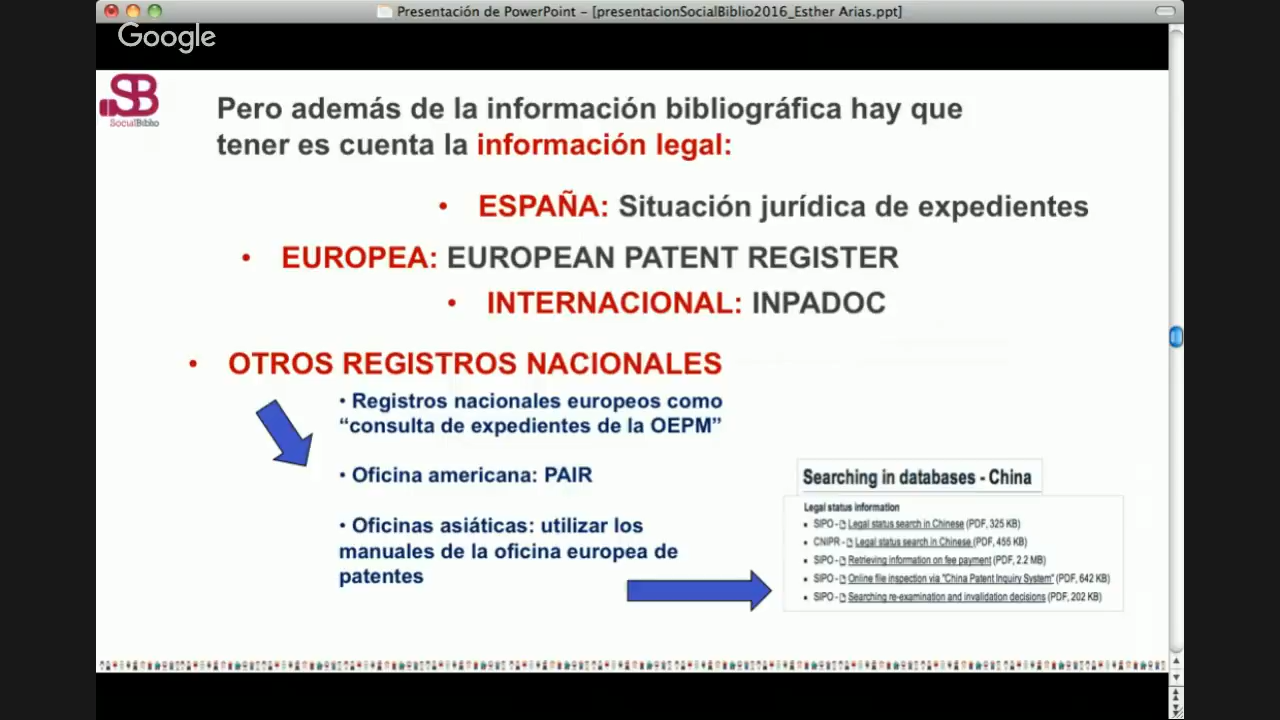 Presentación de PowerPoint - [presentacionSocialBiblio2016_Esther Arias.ppt]
Google
SB
SocialBiblio
Pero además de la información bibliográfica hay que
tener es cuenta la información legal:
• ESPAÑA: Situación jurídica de expedientes
• EUROPEA: EUROPEAN PATENT REGISTER
• INTERNACIONAL: INPADOC
• OTROS REGISTROS NACIONALES
• Registros nacionales europeos como
“consulta de expedientes de la OEPM”
• Oficina americana: PAIR
• Oficinas asiáticas: utilizar los
manuales de la oficina europea de
patentes
Searching in databases - China
Legal status information
• SIPO - Legal status search in Chinese (PDF, 325 KB)
• CNIPR - Legal status search in Chinese (PDF, 455 KB)
• SIPO - Retrieving information on fee payment (PDF, 2.2 MB)
• SIPO - Online file inspection via "China Patent Inquiry System" (PDF, 642 KB)
• SIPO - Searching re-examination and invalidation decisions (PDF, 202 KB)